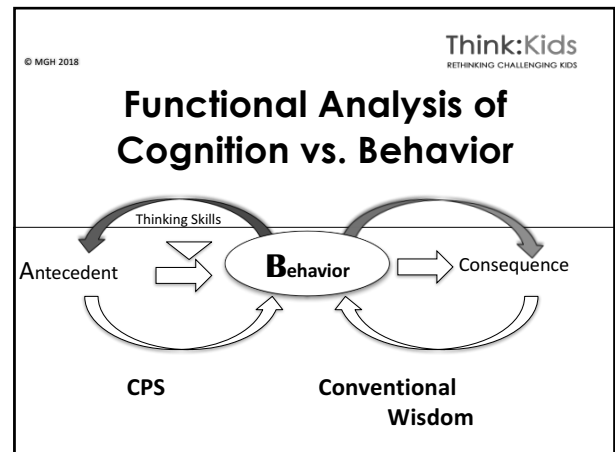 © MGH 2018
Think:Kids
RETHINKING CHALLENGING KIDS
Functional Analysis of
Cognition vs. Behavior
Thinking Skills
Antecedent
Behavior
Consequence
CPS
Conventional
Wisdom